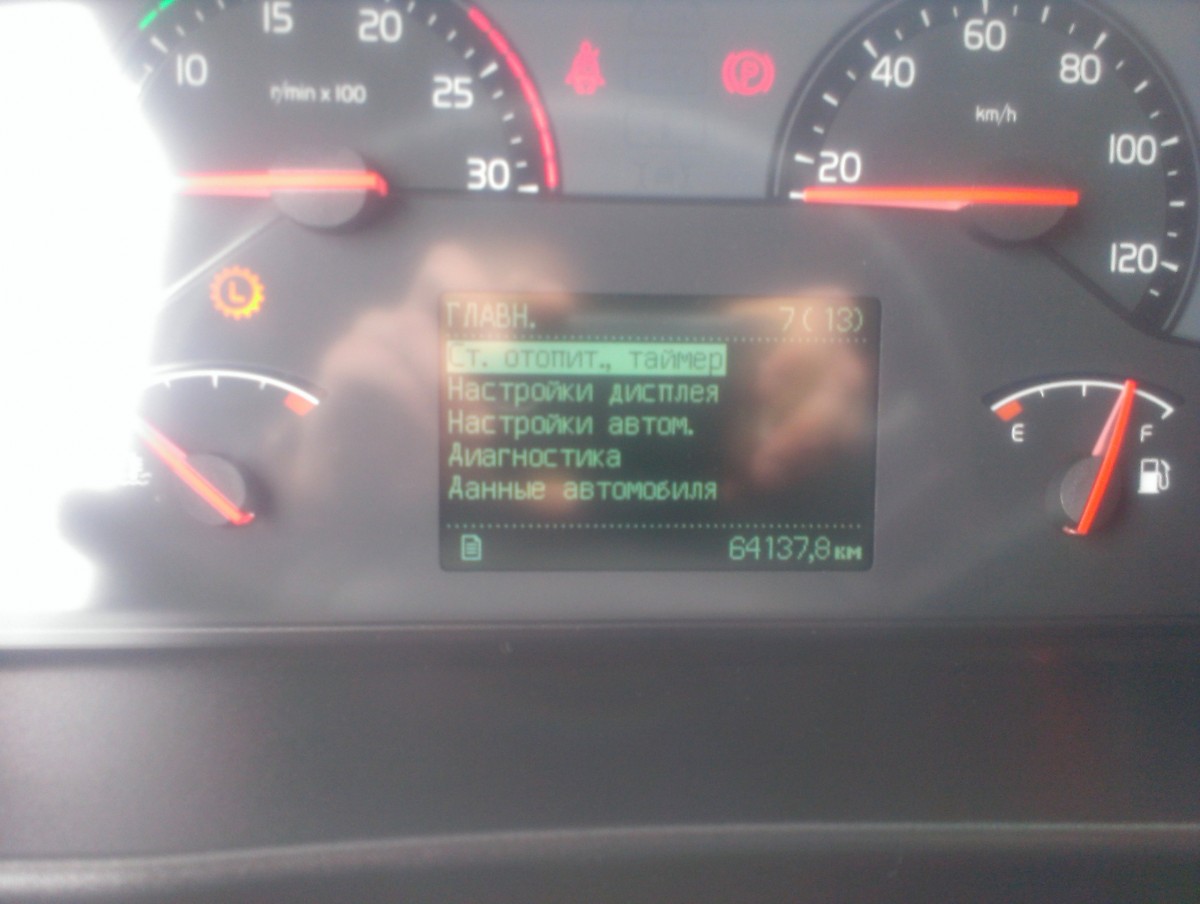 10 15 20 25 30
r/min x 100
20 40 60 80 100 120
km/h
P
L
ГЛАВН. 7(13)
Ст. отопит., таймер
Настройки дисплея
Настройки автом.
Диагностика
Данные автомобиля
64137,8км
E F